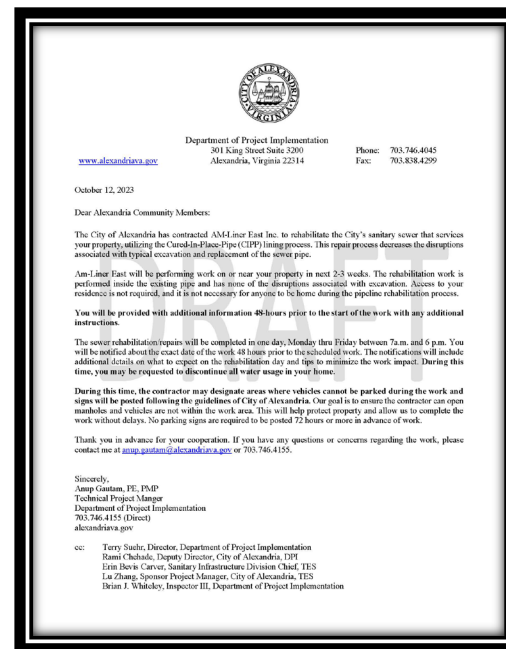 CITY OF ALEXANDRIA
VIRGINIA
Department of Project Implementation
301 King Street Suite 3200 Phone: 703.746.4045
www.alexandriava.gov Alexandria, Virginia 22314 Fax: 703.838.4299
October 12, 2023
Dear Alexandria Community Members:
The City of Alexandria has contracted AM-Liner East Inc. to rehabilitate the City's sanitary sewer that services
your property, utilizing the Cured-In-Place-Pipe (CIPP) lining process. This repair process decreases the disruptions
associated with typical excavation and replacement of the sewer pipe.
Am-Liner East will be performing work on or near your property in next 2-3 weeks. The rehabilitation work is
performed inside the existing pipe and has none of the disruptions associated with excavation. Access to your
residence is not required, and it is not necessary for anyone to be home during the pipeline rehabilitation process.
You will be provided with additional information 48-hours prior to the start of the work with any additional
instructions.
The sewer rehabilitation/repairs will be completed in one day, Monday thru Friday between 7a.m. and 6 p.m. You
will be notified about the exact date of the work 48 hours prior to the scheduled work. The notifications will include
additional details on what to expect on the rehabilitation day and tips to minimize the work impact. During this
time, you may be requested to discontinue all water usage in your home.
During this time, the contractor may designate areas where vehicles cannot be parked during the work and
signs will be posted following the guidelines of City of Alexandria. Our goal is to ensure the contractor can open
manholes and vehicles are not within the work area. This will help protect property and allow us to complete the
work without delays. No parking signs are required to be posted 72 hours or more in advance of work.
Thank you in advance for your cooperation. If you have any questions or concerns regarding the work, please
contact me at anup.gautam@alexandriava.gov or 703.746.4155.
Sincerely,
Anup Gautam, PE, PMP
Technical Project Manger
Department of Project Implementation
703.746.4155 (Direct)
alexandriava.gov
cc: Terry Suehr, Director, Department of Project Implementation
Rami Chehade, Deputy Director, City of Alexandria, DPI
Erin Bevis Carver, Sanitary Infrastructure Division Chief, TES
Lu Zhang, Sponsor Project Manager, City of Alexandria, TES
Brian J. Whiteley, Inspector III, Department of Project Implementation
DRAFT